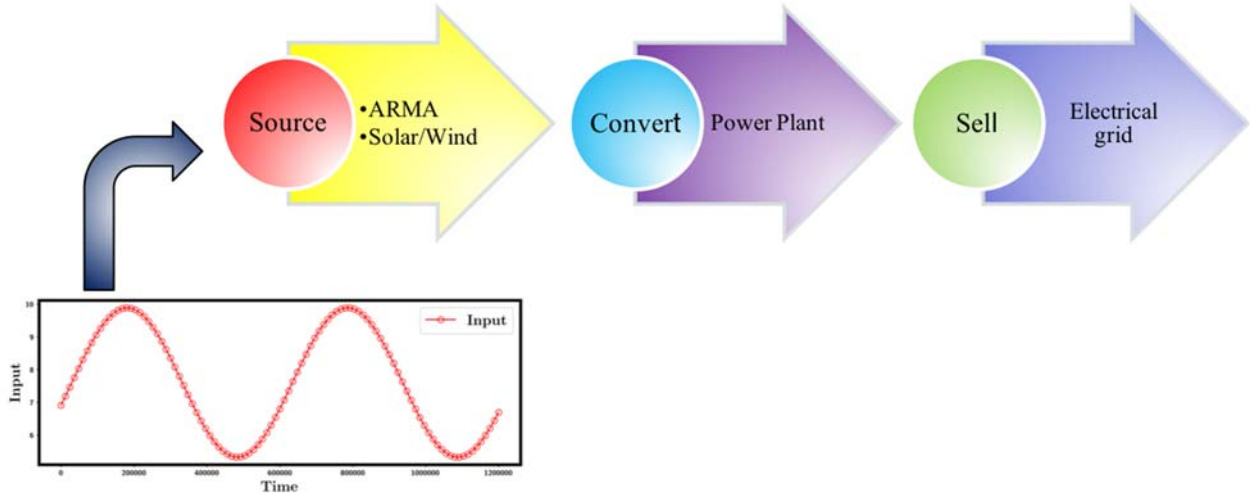 Source
•ARMA
•Solar/Wind
Convert
Power Plant
Sell
Electrical
grid
Input
10
9
8
7
6
Input
0
200000
400000
600000
800000
1000000
1200000
Time